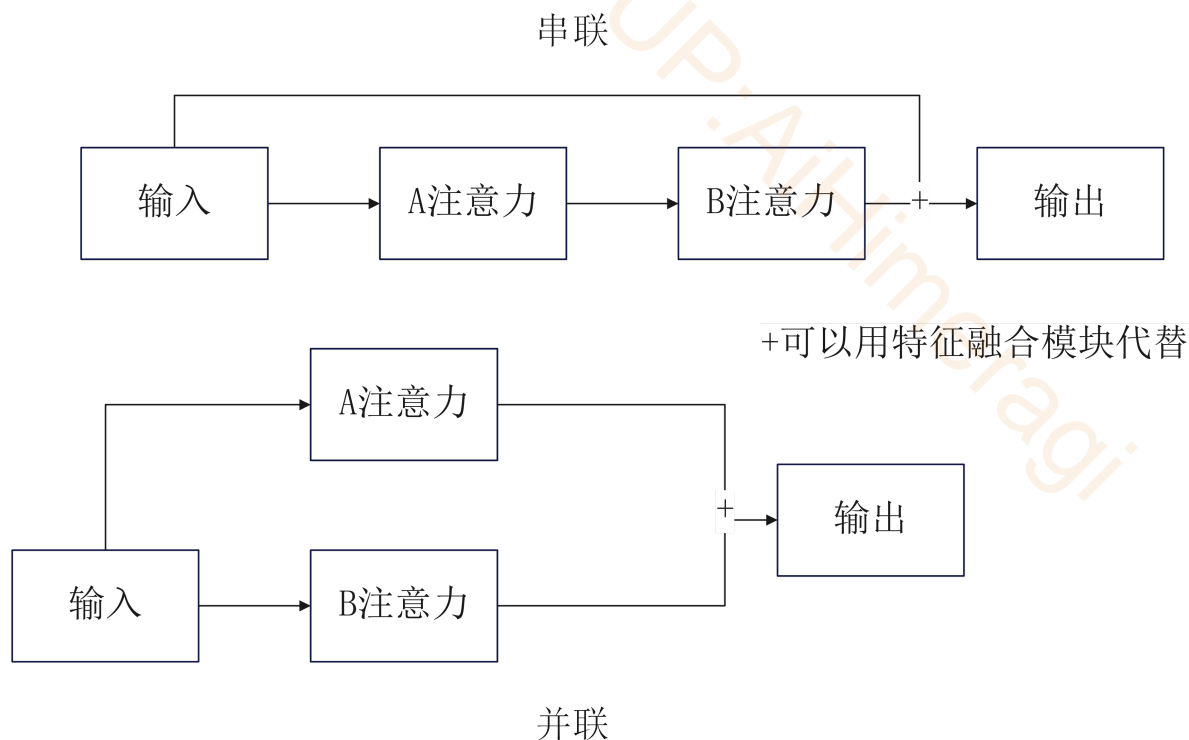 串联
输入
A注意力
B注意力
+
输出
+可以用特征融合模块代替
A注意力
+
输出
输入
B注意力
并联
UP:AiHimeragi